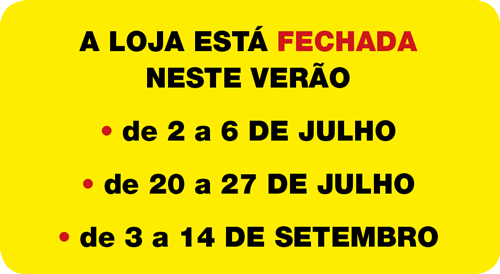 A LOJA ESTÁ FECHADA
NESTE VERÃO
• de 2 a 6 DE JULHO
• de 20 a 27 DE JULHO
• de 3 a 14 DE SETEMBRO